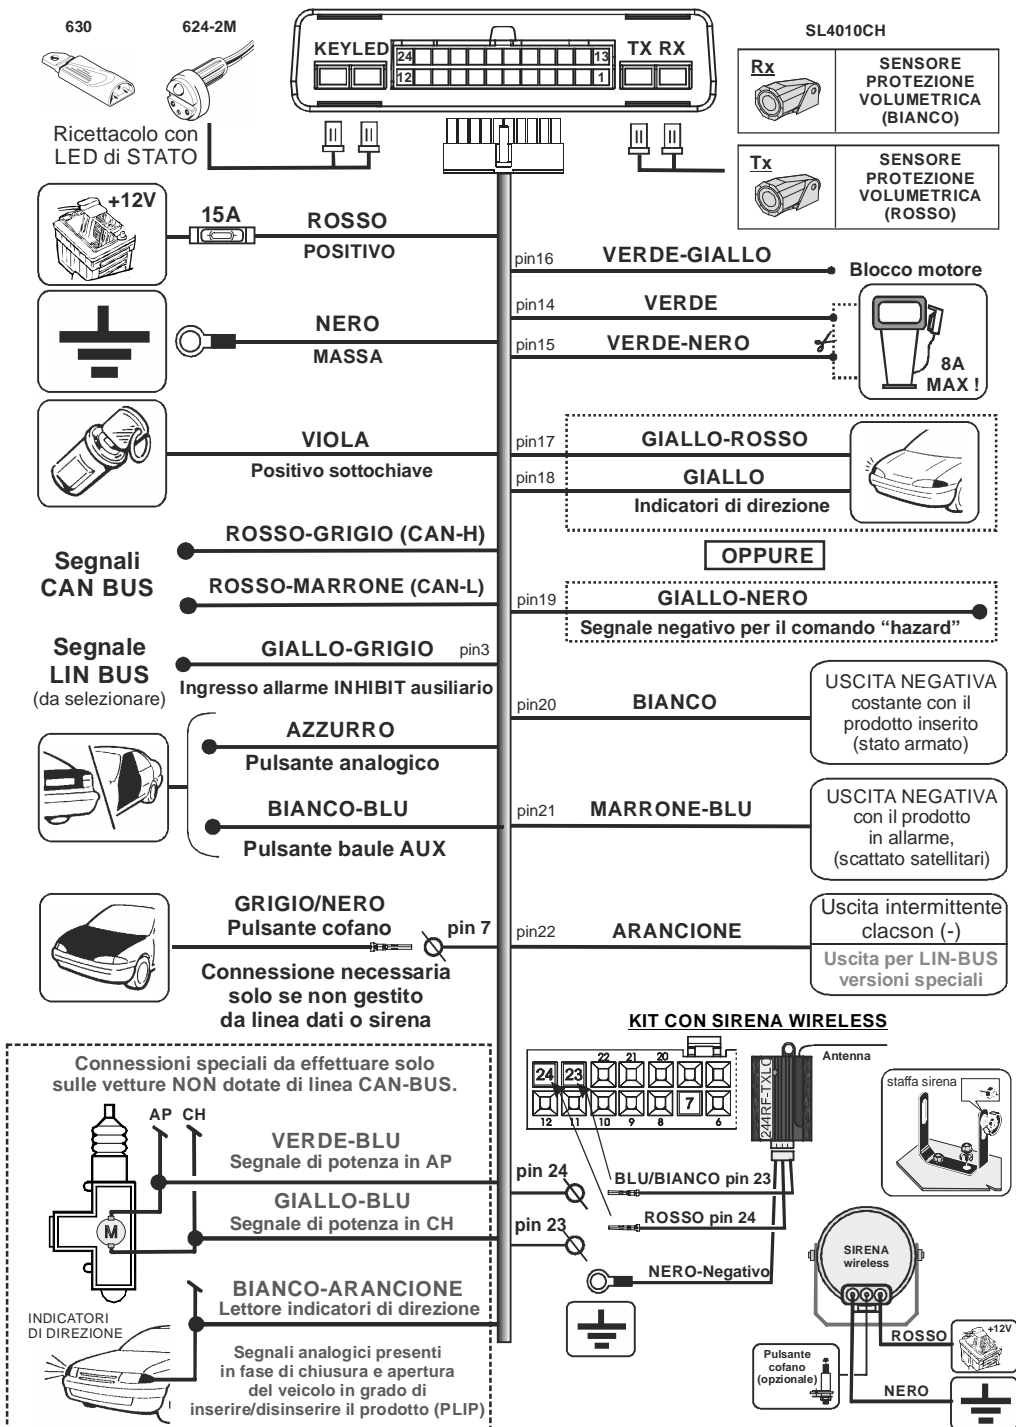 630
624-2M
KEYLED
TX RX
24
13
12
1
SL4010CH
Rx
SENSORE
PROTEZIONE
VOLUMETRICA
(BIANCO)
Tx
SENSORE
PROTEZIONE
VOLUMETRICA
(ROSSO)
Ricettacolo con
LED di STATO
+12V
15A
ROSSO
POSITIVO
NERO
MASSA
VIOLA
Positivo sottochiave
Segnali
CAN BUS
ROSSO-GRIGIO (CAN-H)
ROSSO-MARRONE (CAN-L)
Segnale
LIN BUS
(da selezionare)
GIALLO-GRIGIO
pin3
Ingresso allarme INHIBIT ausiliario
AZZURRO
Pulsante analogico
BIANCO-BLU
Pulsante baule AUX
GRIGIO/NERO
Pulsante cofano
pin 7
Connessione necessaria
solo se non gestito
da linea dati o sirena
pin16
VERDE-GIALLO
Blocco motore
pin14
VERDE
pin15
VERDE-NERO
8A
MAX !
pin17
GIALLO-ROSSO
pin18
GIALLO
Indicatori di direzione
OPPURE
pin19
GIALLO-NERO
Segnale negativo per il comando “hazard”
pin20
BIANCO
USCITA NEGATIVA
costante con il
prodotto inserito
(stato armato)
pin21
MARRONE-BLU
USCITA NEGATIVA
con il prodotto
in allarme,
(scattato satellitari)
pin22
ARANCIONE
Uscita intermittente
clacson (-)
Uscita per LIN-BUS
versioni speciali
Connessioni speciali da effettuare solo
sulle vetture NON dotate di linea CAN-BUS.
AP
CH
M
VERDE-BLU
Segnale di potenza in AP
GIALLO-BLU
Segnale di potenza in CH
BIANCO-ARANCIONE
Lettore indicatori di direzione
INDICATORI
DI DIREZIONE
Segnali analogici presenti
in fase di chiusura e apertura
del veicolo in grado di
inserire/disinserire il prodotto (PLIP)
KIT CON SIRENA WIRELESS
22 21 20
24 23
7
12 11 10 9 8 6
244RF-TXLC
Antenna
staffa sirena
pin 24
BLU/BIANCO pin 23
ROSSO pin 24
pin 23
NERO-Negativo
SIRENA
wireless
ROSSO
+12V
Pulsante
cofano
(opzionale)
NERO